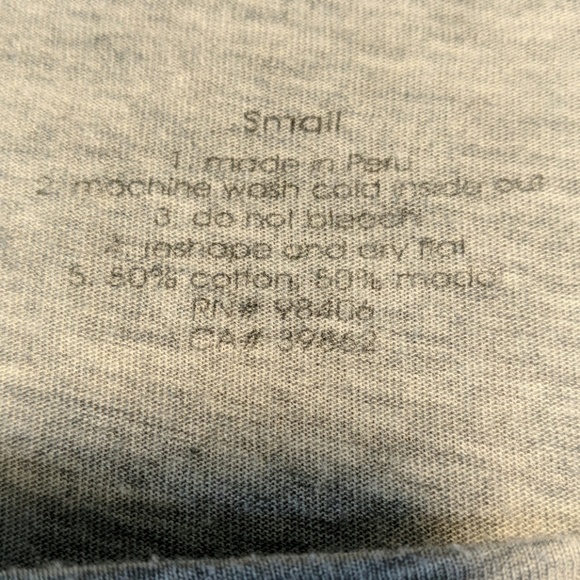 Small
1. made in Peru
2. machine wash cold inside out
3. do not bleach
4. reshape and dry flat
5. 50% cotton, 50% modal
RN# 98406
CA# 39862